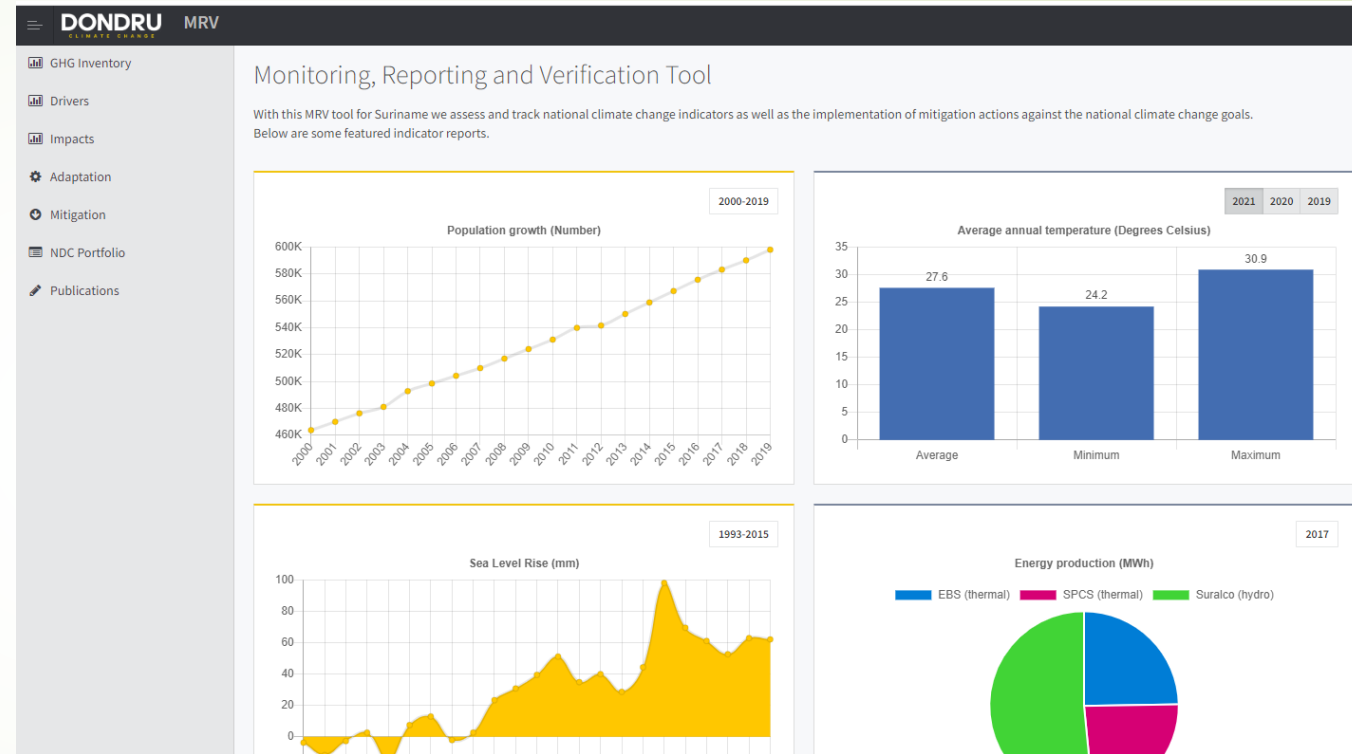 DONDRU
CLIMATE CHANGE
MRV
GHG Inventory
Drivers
Impacts
Adaptation
Mitigation
NDC Portfolio
Publications
Monitoring, Reporting and Verification Tool
With this MRV tool for Suriname we assess and track national climate change indicators as well as the implementation of mitigation actions against the national climate change goals.
Below are some featured indicator reports.
2000-2019
Population growth (Number)
600K
580K
560K
540K
520K
500K
480K
460K
2000 2001 2002 2003 2004 2005 2006 2007 2008 2009 2010 2011 2012 2013 2014 2015 2016 2017 2018 2019
2021 2020 2019
Average annual temperature (Degrees Celsius)
35
30
25
20
15
10
5
0
27.6
24.2
30.9
Average Minimum Maximum
1993-2015
Sea Level Rise (mm)
100
80
60
40
20
0
2017
Energy production (MWh)
EBS (thermal) SPCS (thermal) Suralco (hydro)